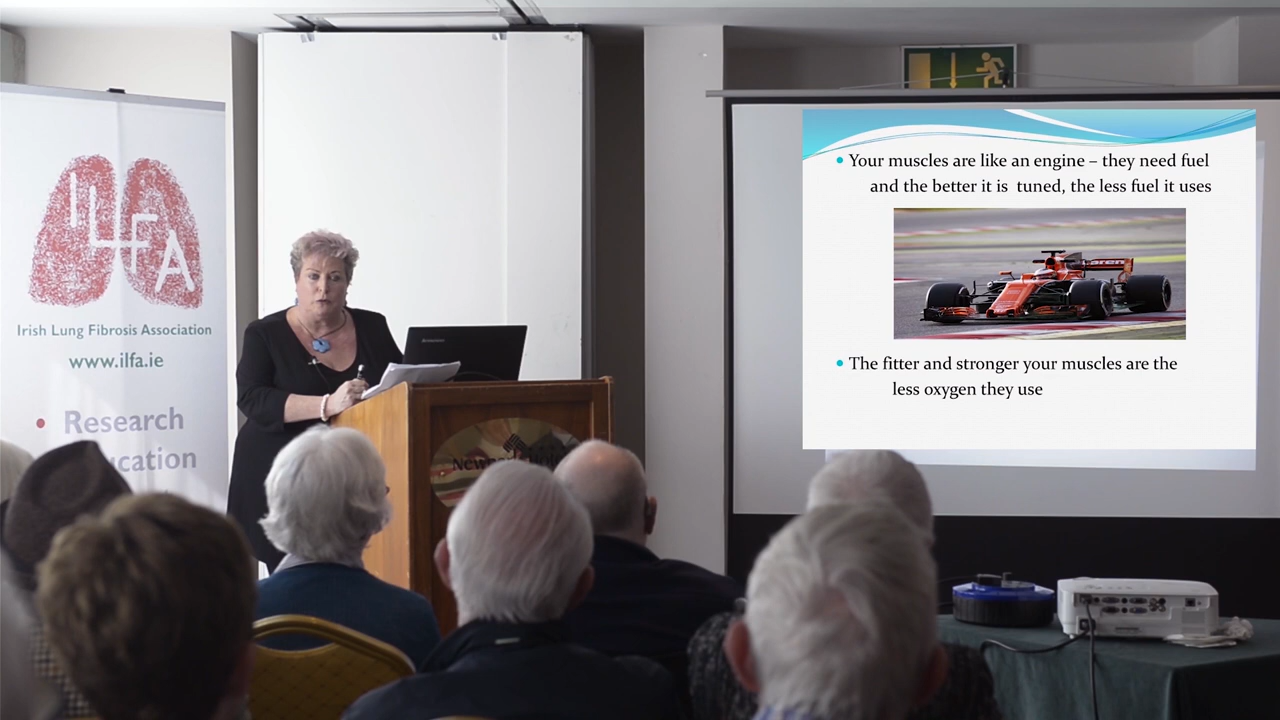 ILFA
Irish Lung Fibrosis Association
www.ilfa.ie
• Research
ucation
lenovo
• Your muscles are like an engine – they need fuel
and the better it is tuned, the less fuel it uses
• The fitter and stronger your muscles are the
less oxygen they use